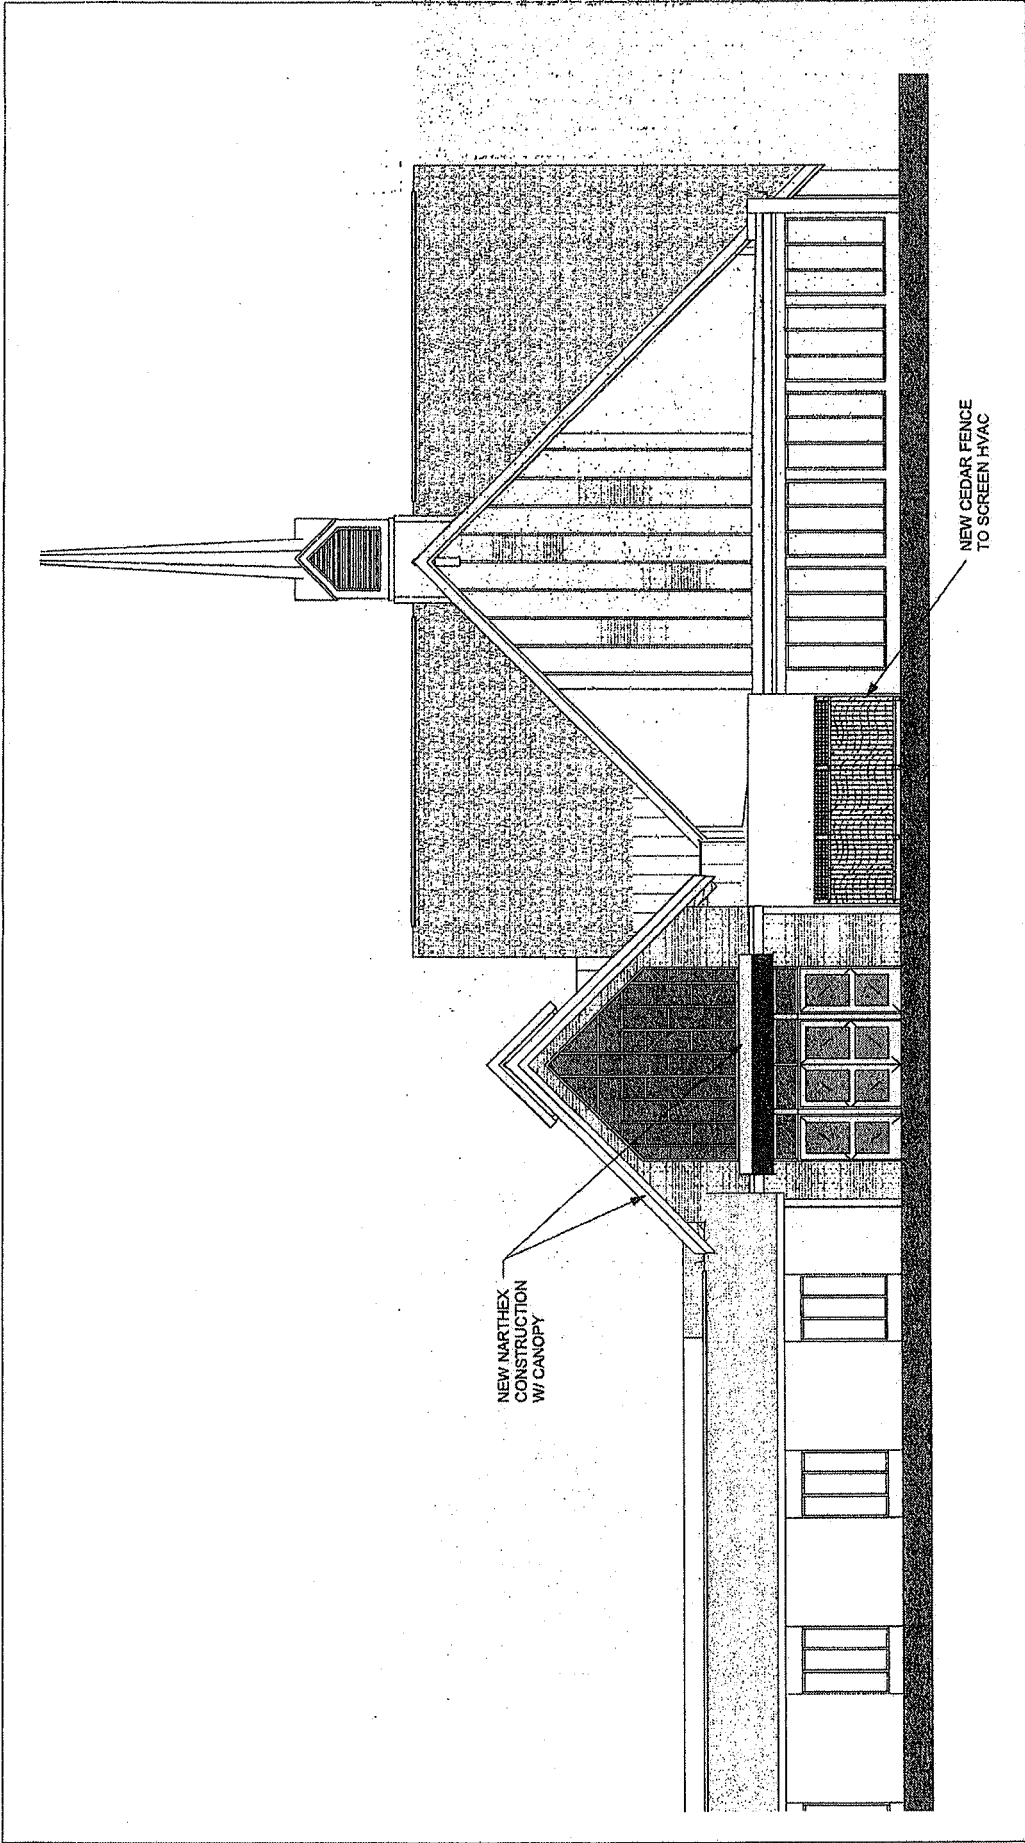 NEW NARTHEX
CONSTRUCTION
W/ CANOPY
NEW CEDAR FENCE
TO SCREEN HVAC